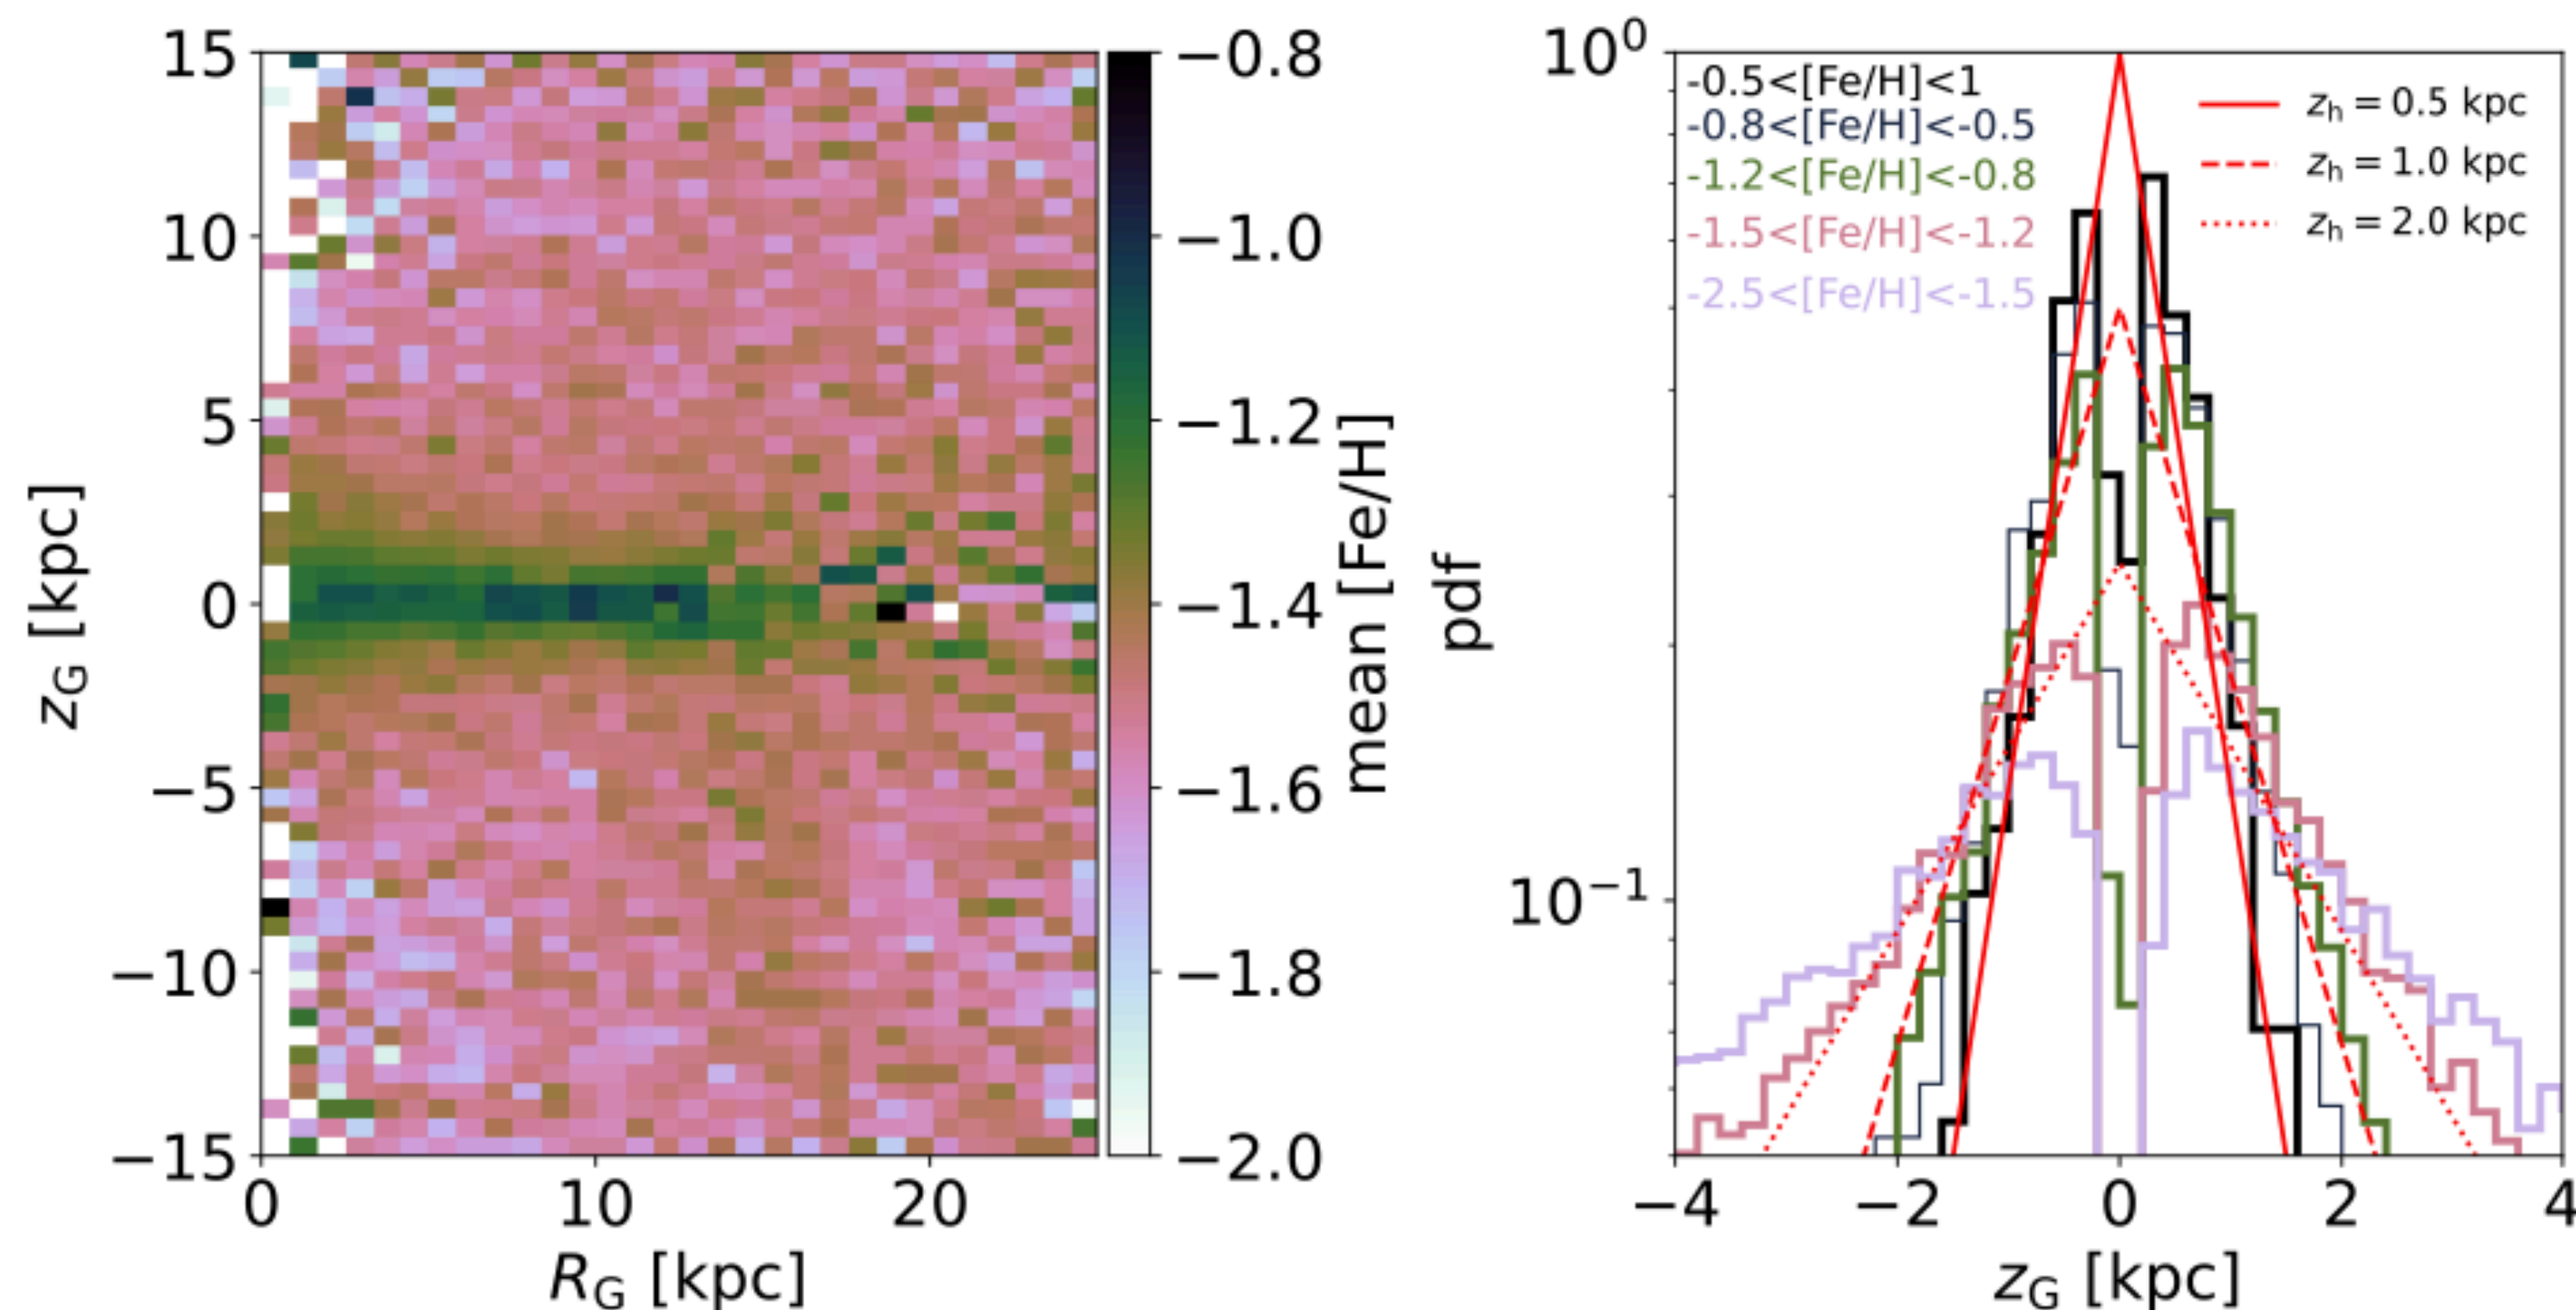 15
10
5
0
−5
−10
−15
z_G [kpc]
0
10
20
R_G [kpc]
−0.8
−1.0
−1.2
−1.4
−1.6
−1.8
−2.0
mean [Fe/H]
10^0
10^−1
pdf
-0.5<[Fe/H]<1
-0.8<[Fe/H]<-0.5
-1.2<[Fe/H]<-0.8
-1.5<[Fe/H]<-1.2
-2.5<[Fe/H]<-1.5
z_h = 0.5 kpc
z_h = 1.0 kpc
z_h = 2.0 kpc
−4
−2
0
2
4
z_G [kpc]